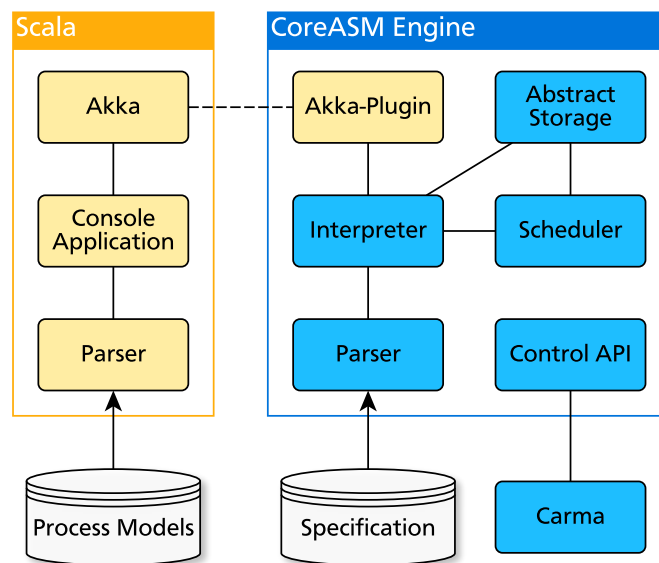 Scala
CoreASM Engine
Akka
Akka-Plugin
Abstract
Storage
Console
Application
Interpreter
Scheduler
Parser
Parser
Control API
Process Models
Specification
Carma